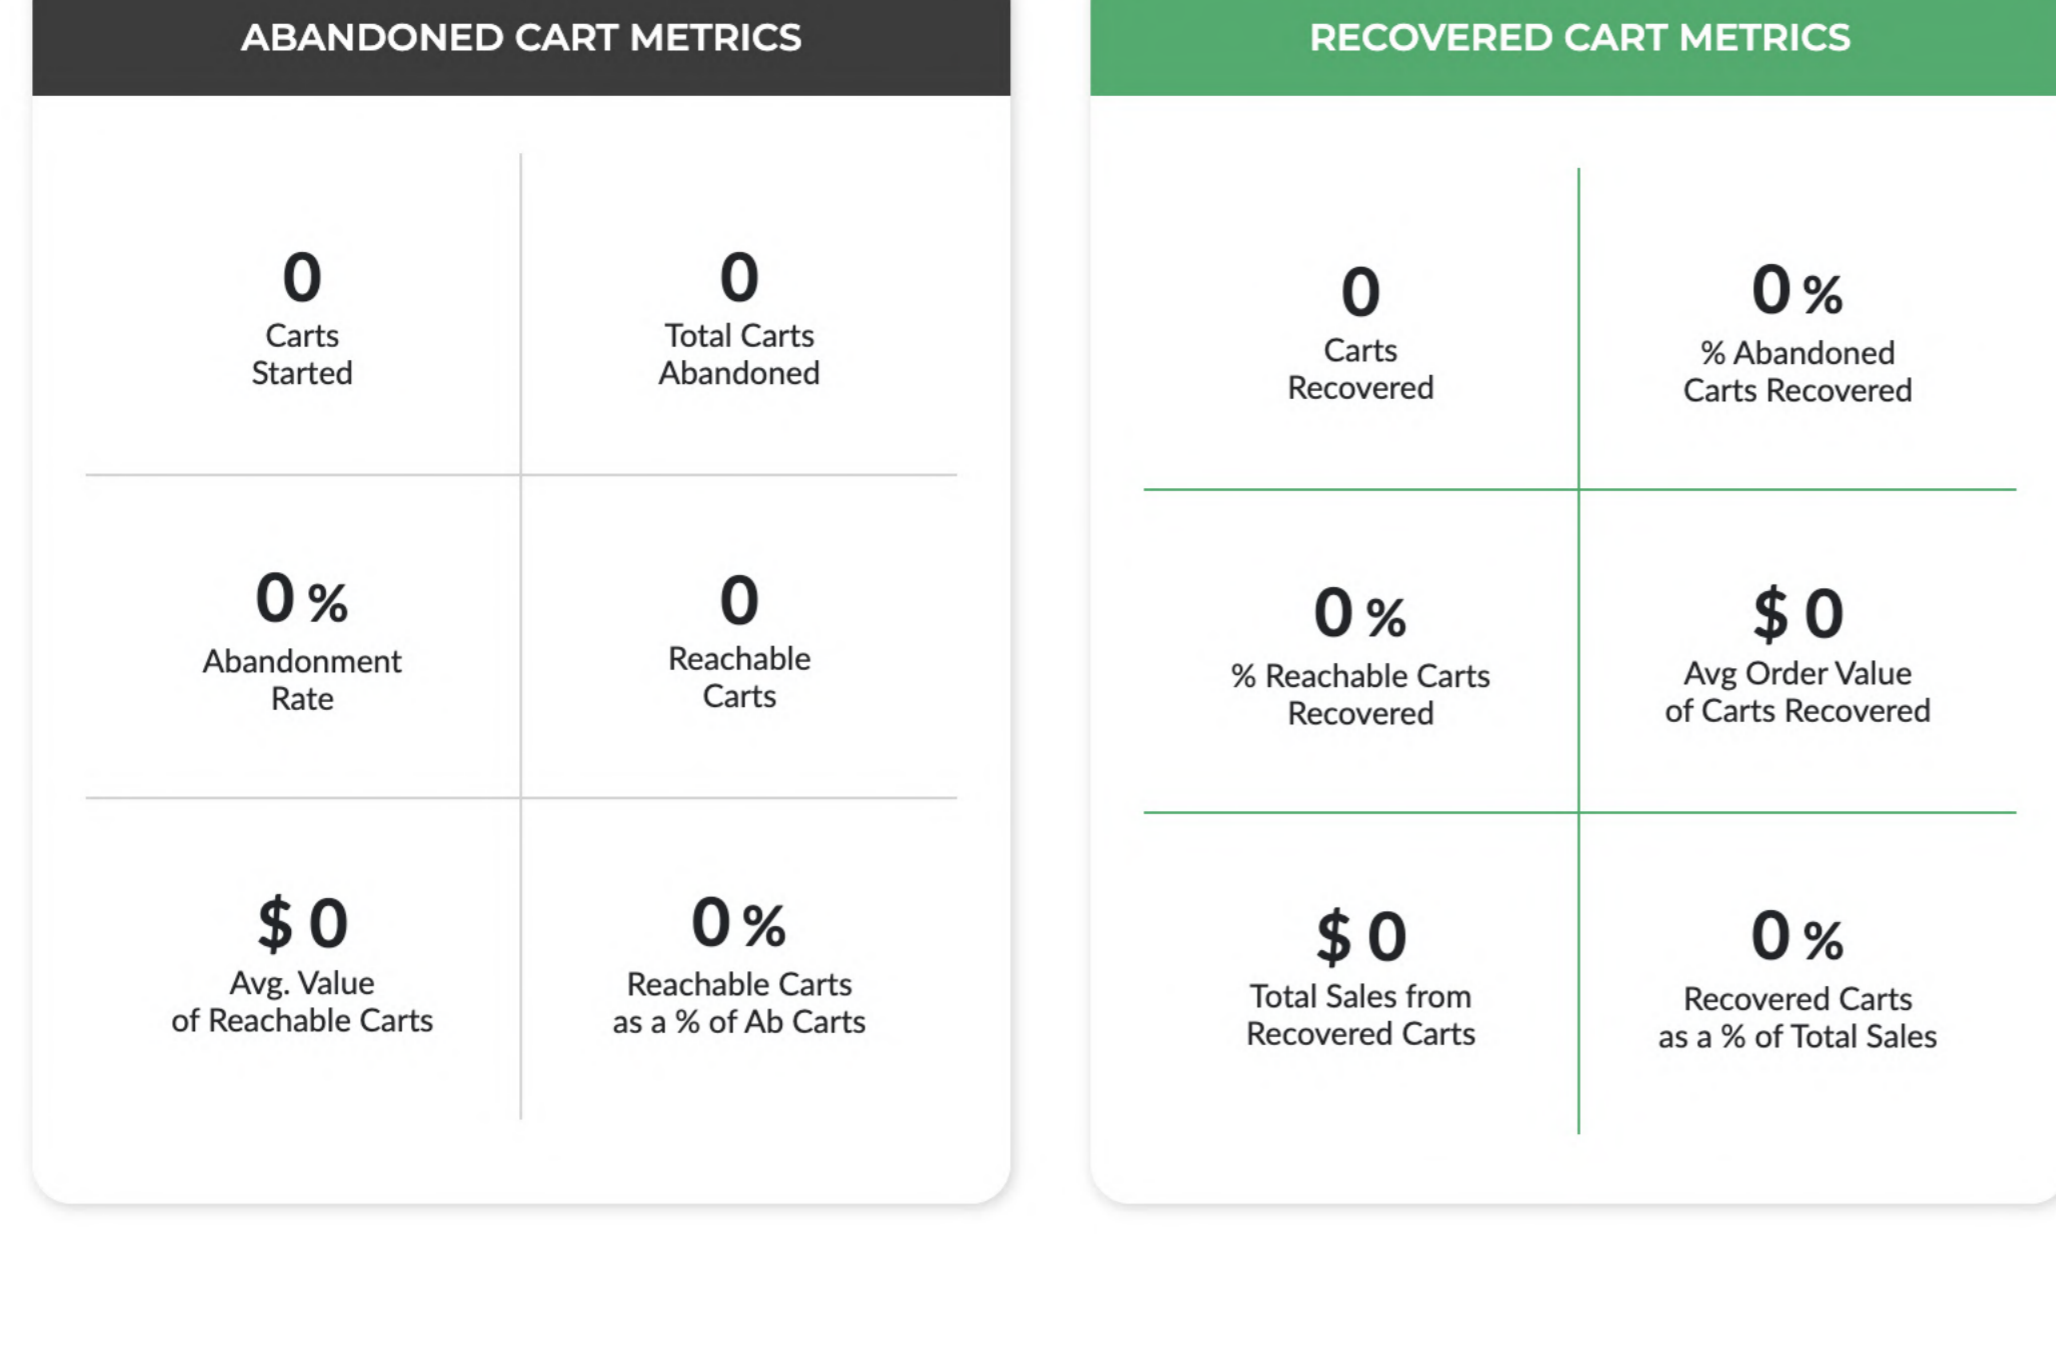 ABANDONED CART METRICS
0
Carts
Started
0
Total Carts
Abandoned
0 %
Abandonment
Rate
0
Reachable
Carts
$ 0
Avg. Value
of Reachable Carts
0 %
Reachable Carts
as a % of Ab Carts
RECOVERED CART METRICS
0
Carts
Recovered
0 %
% Abandoned
Carts Recovered
0 %
% Reachable Carts
Recovered
$ 0
Avg Order Value
of Carts Recovered
$ 0
Total Sales from
Recovered Carts
0 %
Recovered Carts
as a % of Total Sales